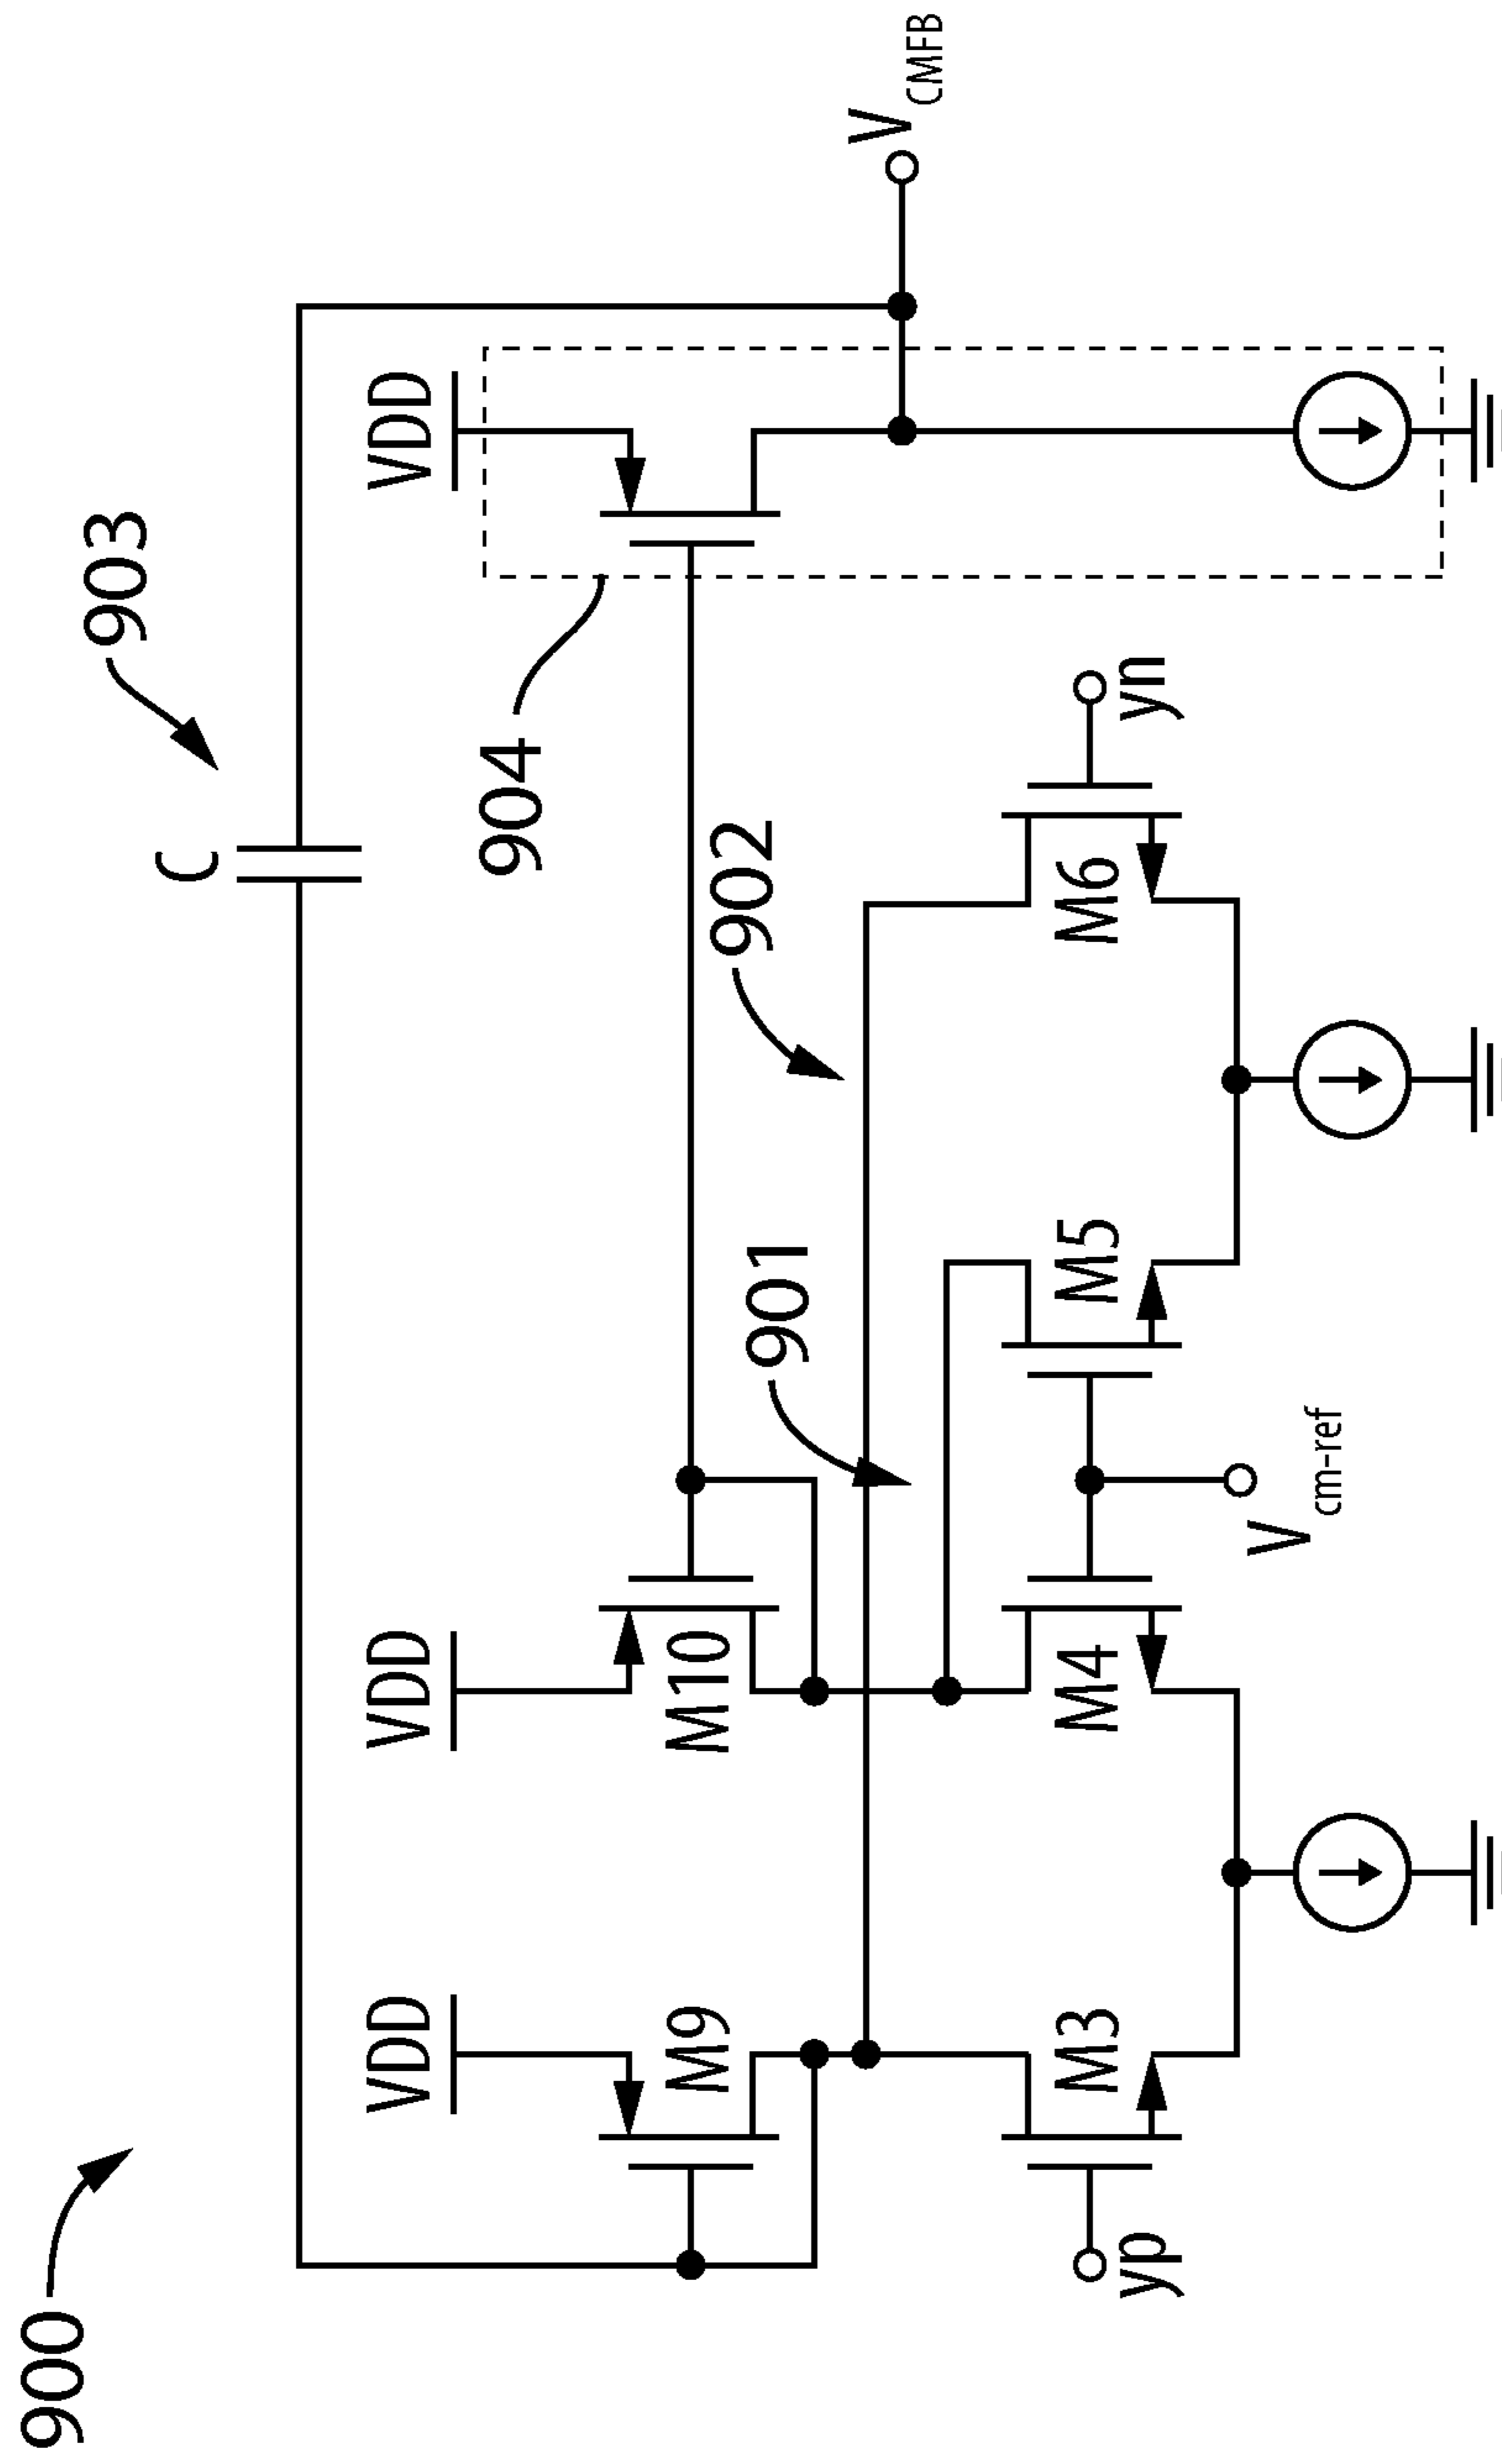 900
903
C
VDD
VDD
VDD
904
M9
M10
902
901
V CMFB
yp
M3
M4
M5
M6
yn
V cm-ref